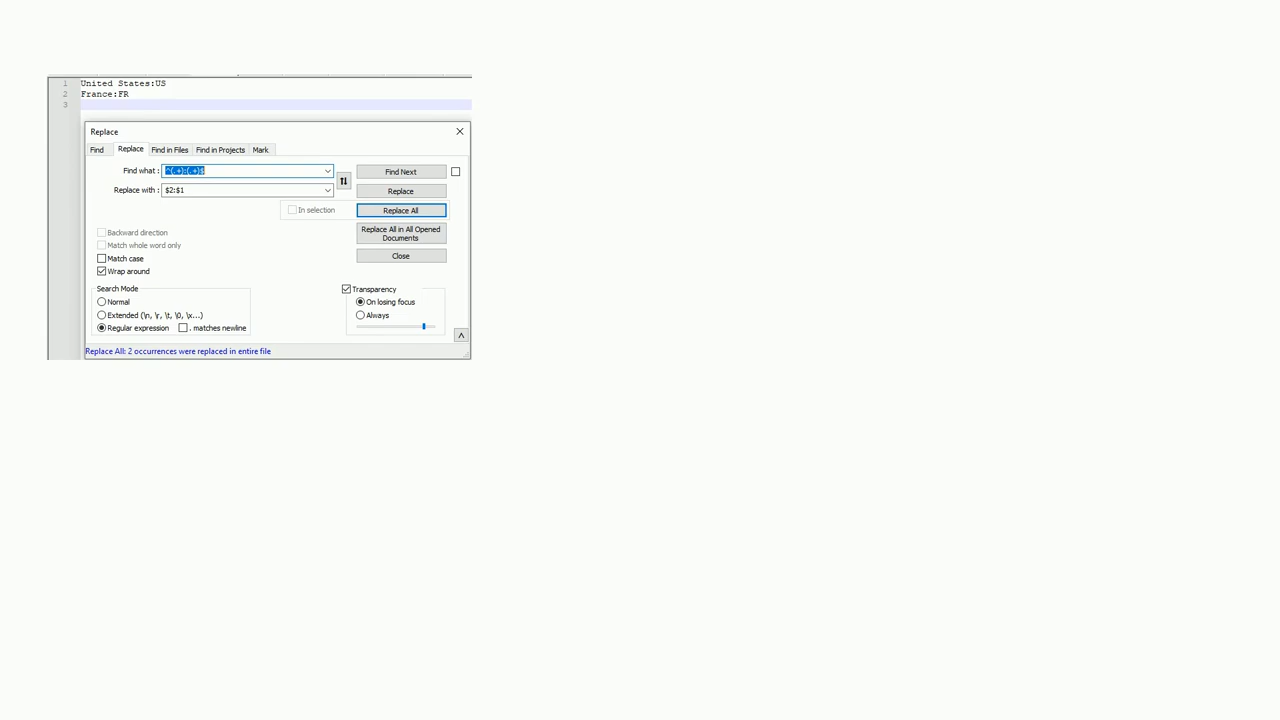 1 United States:US
2 France:FR
3
Replace
Find Replace Find in Files Find in Projects Mark
Find what : ^(.+):(.+)$ Find Next
Replace with : $2:$1 Replace
In selection Replace All
Replace All in All Opened Documents
Backward direction
Match whole word only
Match case Close
Wrap around
Search Mode Transparency
Normal On losing focus
Extended (\n, \r, \t, \0, \x...) Always
Regular expression . matches newline
Replace All: 2 occurrences were replaced in entire file